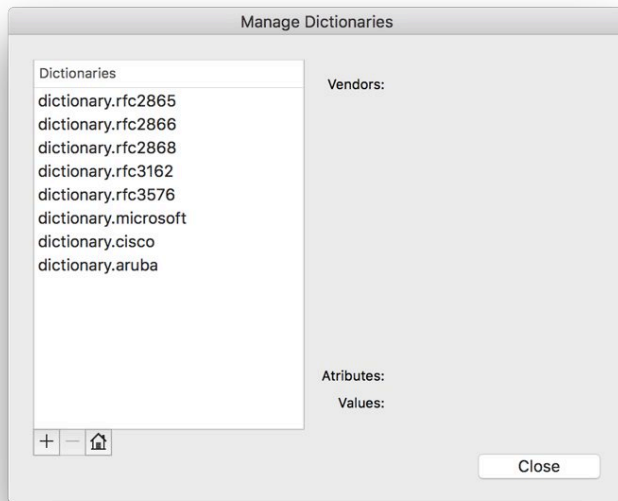 Manage Dictionaries
Dictionaries
dictionary.rfc2865
dictionary.rfc2866
dictionary.rfc2868
dictionary.rfc3162
dictionary.rfc3576
dictionary.microsoft
dictionary.cisco
dictionary.aruba
Vendors:
Atributes:
Values:
Close